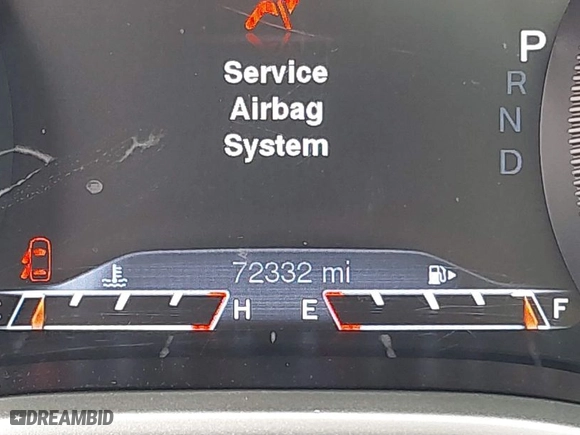 Service
Airbag
System
P
R
N
D
72332 mi
C H E F
DREAMBID